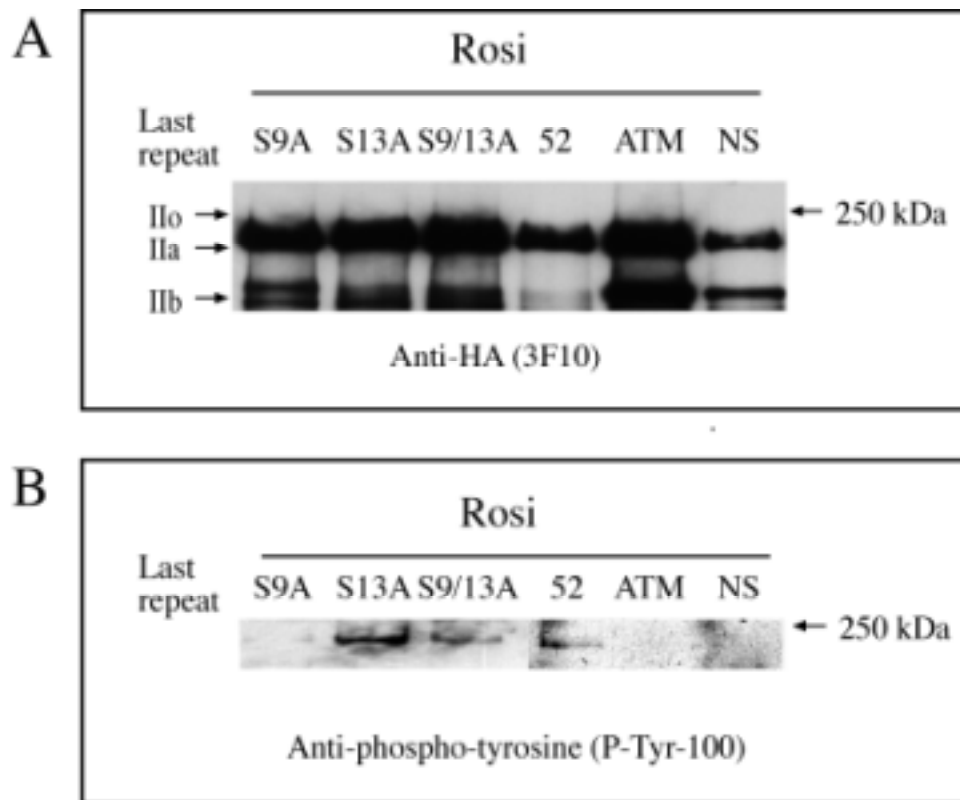 A
Rosi
Last
repeat
S9A S13A S9/13A 52 ATM NS
IIo
IIa
IIb
250 kDa
Anti-HA (3F10)
B
Rosi
Last
repeat
S9A S13A S9/13A 52 ATM NS
250 kDa
Anti-phospho-tyrosine (P-Tyr-100)